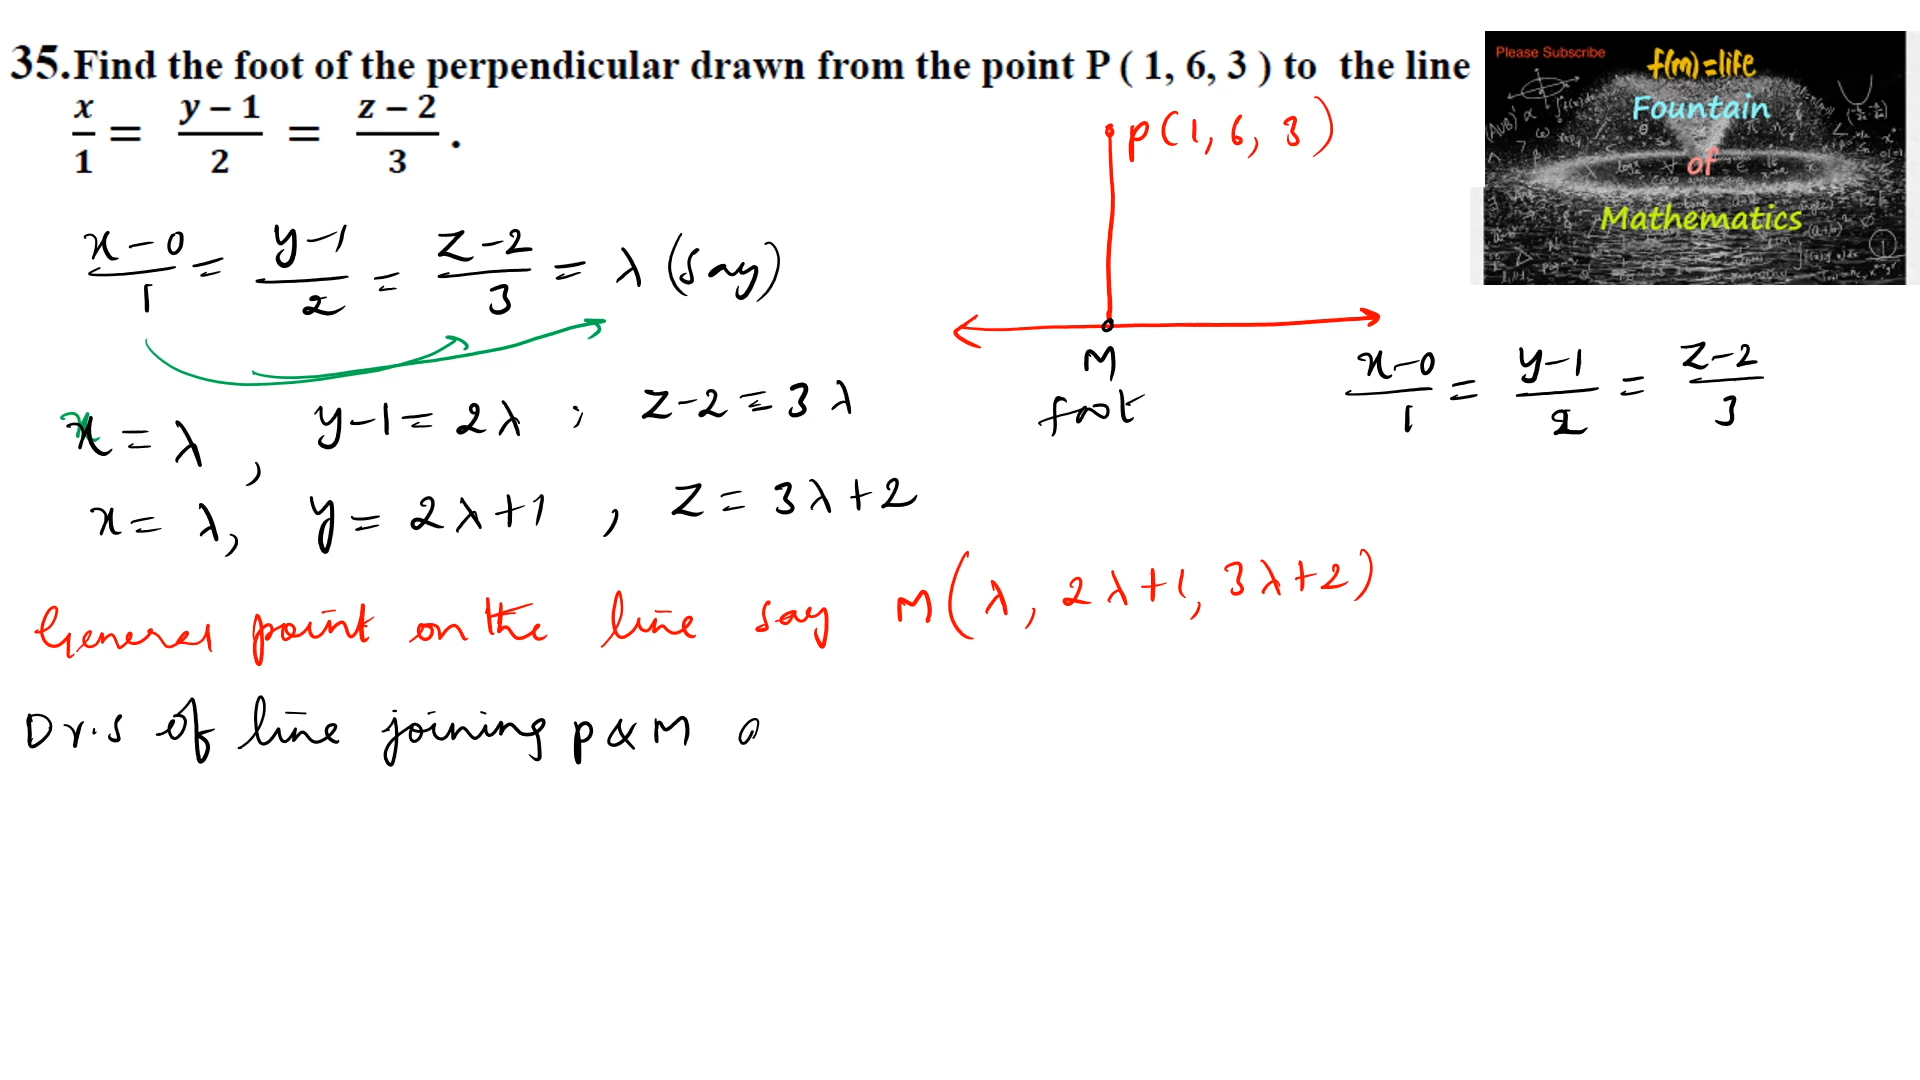 35.Find the foot of the perpendicular drawn from the point P ( 1, 6, 3 ) to the line
x/1 = y − 1/2 = z − 2/3 .
Please Subscribe
f(m)=life
Fountain
of
Mathematics
P(1, 6, 3)
x-0/1 = y-1/2 = z-2/3 = λ (say)
M
foot
x-0/1 = y-1/2 = z-2/3
x = λ , y-1 = 2λ ; z-2 = 3λ
x = λ, y = 2λ+1 , z = 3λ+2
General point on the line say M(λ, 2λ+1, 3λ+2)
Dr.s of line joining P & M a